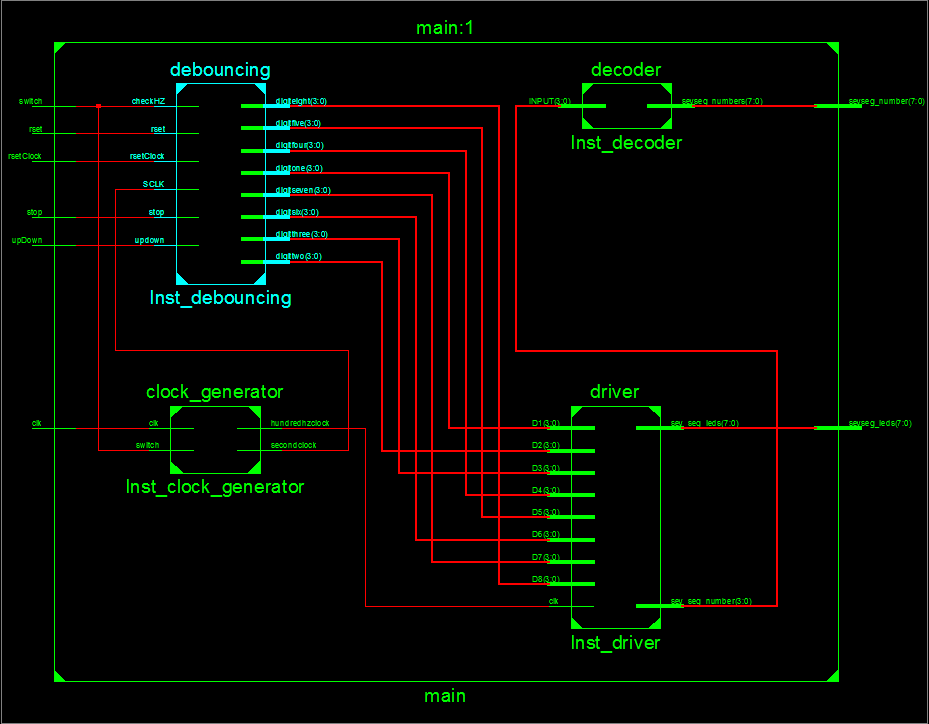 main:1
debouncing
decoder
switch
checkHZ
digiteight(3:0)
INPUT(3:0)
sevseg_numbers(7:0)
sevseg_number(7:0)
rset
rset
digitfive(3:0)
rsetClock
rsetClock
digitfour(3:0)
Inst_decoder
digitone(3:0)
SCLK
digitseven(3:0)
stop
stop
digitsix(3:0)
upDown
updown
digitthree(3:0)
digittwo(3:0)
Inst_debouncing
clock_generator
driver
clk
clk
hundredhzclock
D1(3:0)
sev_seg_leds(7:0)
sevseg_leds(7:0)
switch
secondclock
D2(3:0)
D3(3:0)
Inst_clock_generator
D4(3:0)
D5(3:0)
D6(3:0)
D7(3:0)
D8(3:0)
clk
sev_seg_number(3:0)
Inst_driver
main